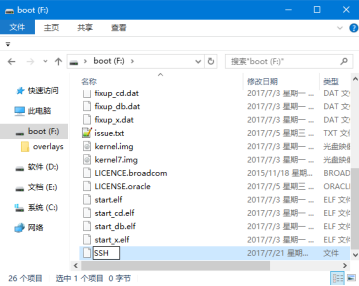 boot (F:)
文件 主页 共享 查看
boot (F:) 搜索"boot (F:)"
名称 修改日期 类型
快速访问
此电脑
boot (F:)
overlays
软件 (D:)
文档 (E:)
系统 (C:)
网络
fixup_cd.dat 2017/7/3 星期一 ... DAT 文
fixup_db.dat 2017/7/3 星期一 ... DAT 文
fixup_x.dat 2017/7/3 星期一 ... DAT 文
issue.txt 2017/7/5 星期三 ... TXT 文
kernel.img 2017/7/3 星期一 ... 光盘映像
kernel7.img 2017/7/3 星期一 ... 光盘映像
LICENCE.broadcom 2015/11/18 星期... BROAD
LICENSE.oracle 2017/7/5 星期三 ... ORACL
start.elf 2017/7/3 星期一 ... ELF 文
start_cd.elf 2017/7/3 星期一 ... ELF 文
start_db.elf 2017/7/3 星期一 ... ELF 文
start_x.elf 2017/7/3 星期一 ... ELF 文
SSH 2017/7/21 星期... 文件
26 个项目 选中 1 个项目 0 字节